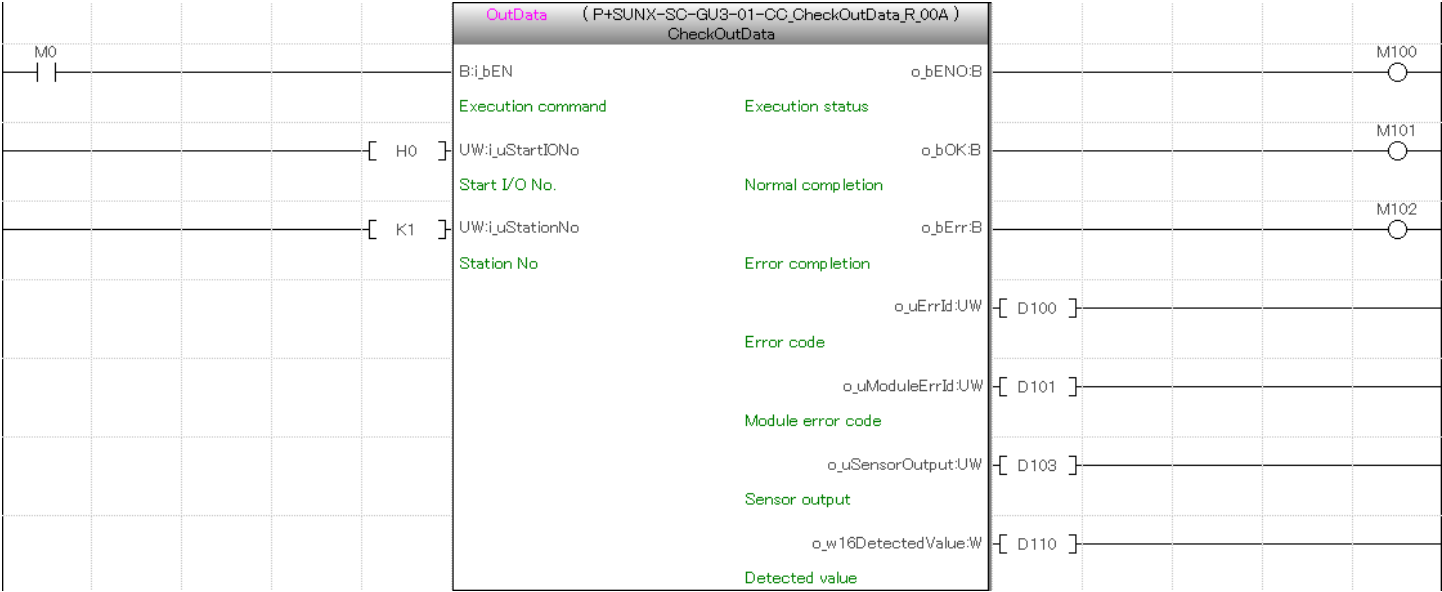 OutData ( P+SUNX-SC-GU3-01-CC_CheckOutData_R_00A )
CheckOutData
M0 M100
B:i_bEN o_bENO:B
Execution command Execution status
M101
H0 UW:i_uStartIONo o_bOK:B
Start I/O No. Normal completion
M102
K1 UW:i_uStationNo o_bErr:B
Station No Error completion
o_uErrId:UW D100
Error code
o_uModuleErrId:UW D101
Module error code
o_uSensorOutput:UW D103
Sensor output
o_w16DetectedValue:W D110
Detected value